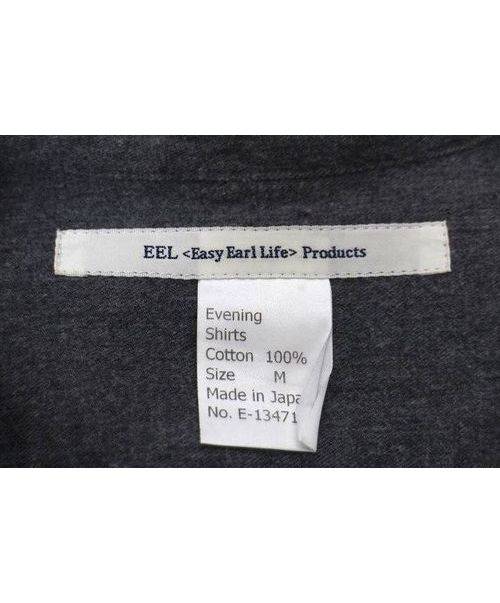 EEL <Easy Earl Life> Products
Evening
Shirts
Cotton 100%
Size M
Made in Japa
No. E-13471